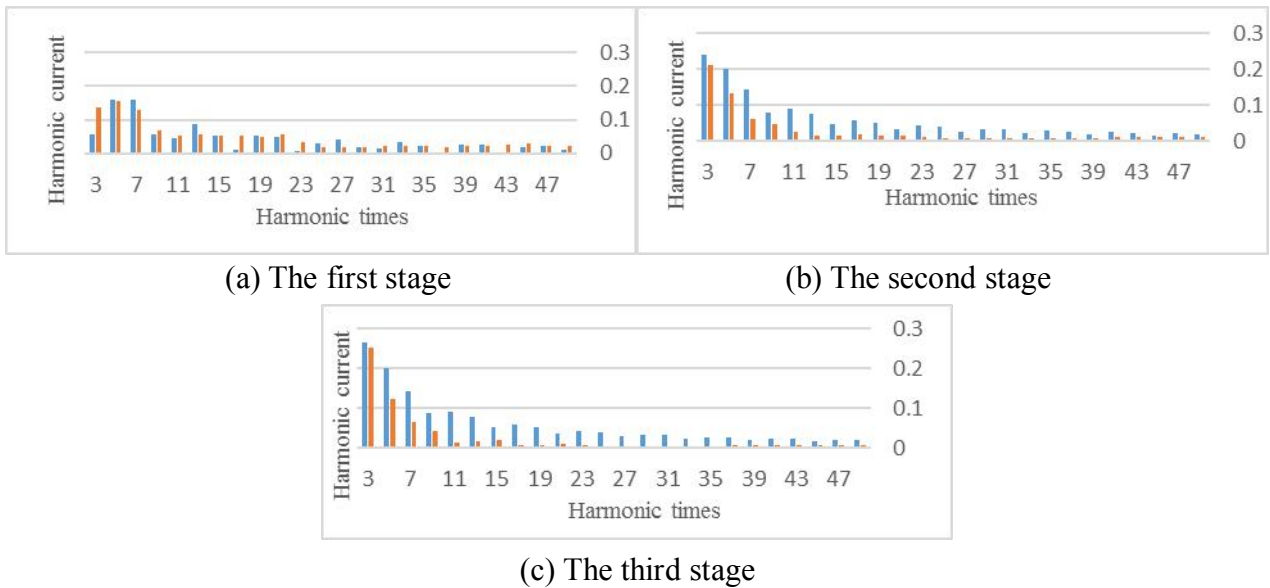 Harmonic current
0.3
0.2
0.1
0
3 7 11 15 19 23 27 31 35 39 43 47
Harmonic times
(a) The first stage
Harmonic current
0.3
0.2
0.1
0
3 7 11 15 19 23 27 31 35 39 43 47
Harmonic times
(b) The second stage
Harmonic current
0.3
0.2
0.1
0
3 7 11 15 19 23 27 31 35 39 43 47
Harmonic times
(c) The third stage